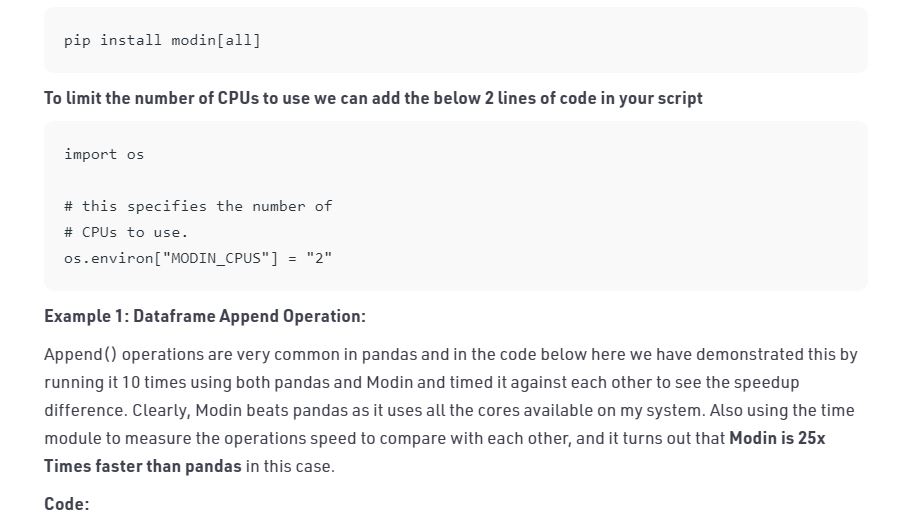 pip install modin[all]
To limit the number of CPUs to use we can add the below 2 lines of code in your script
import os
# this specifies the number of
# CPUs to use.
os.environ["MODIN_CPUS"] = "2"
Example 1: Dataframe Append Operation:
Append() operations are very common in pandas and in the code below here we have demonstrated this by
running it 10 times using both pandas and Modin and timed it against each other to see the speedup
difference. Clearly, Modin beats pandas as it uses all the cores available on my system. Also using the time
module to measure the operations speed to compare with each other, and it turns out that Modin is 25x
Times faster than pandas in this case.
Code: